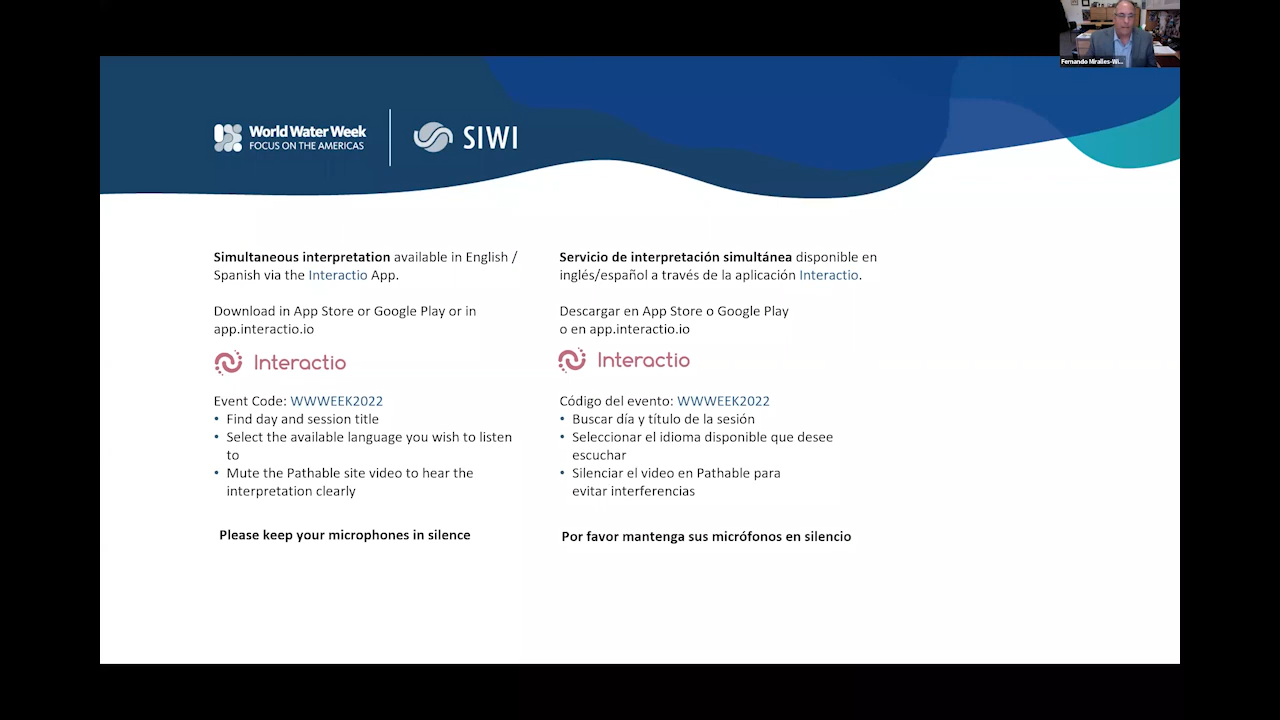 Fernando Miralles-Wi...
World Water Week
FOCUS ON THE AMERICAS
SIWI
Simultaneous interpretation available in English /
Spanish via the Interactio App.
Download in App Store or Google Play or in
app.interactio.io
Interactio
Event Code: WWWEEK2022
• Find day and session title
• Select the available language you wish to listen
to
• Mute the Pathable site video to hear the
interpretation clearly
Please keep your microphones in silence
Servicio de interpretación simultánea disponible en
inglés/español a través de la aplicación Interactio.
Descargar en App Store o Google Play
o en app.interactio.io
Interactio
Código del evento: WWWEEK2022
• Buscar día y título de la sesión
• Seleccionar el idioma disponible que desee
escuchar
• Silenciar el video en Pathable para
evitar interferencias
Por favor mantenga sus micrófonos en silencio